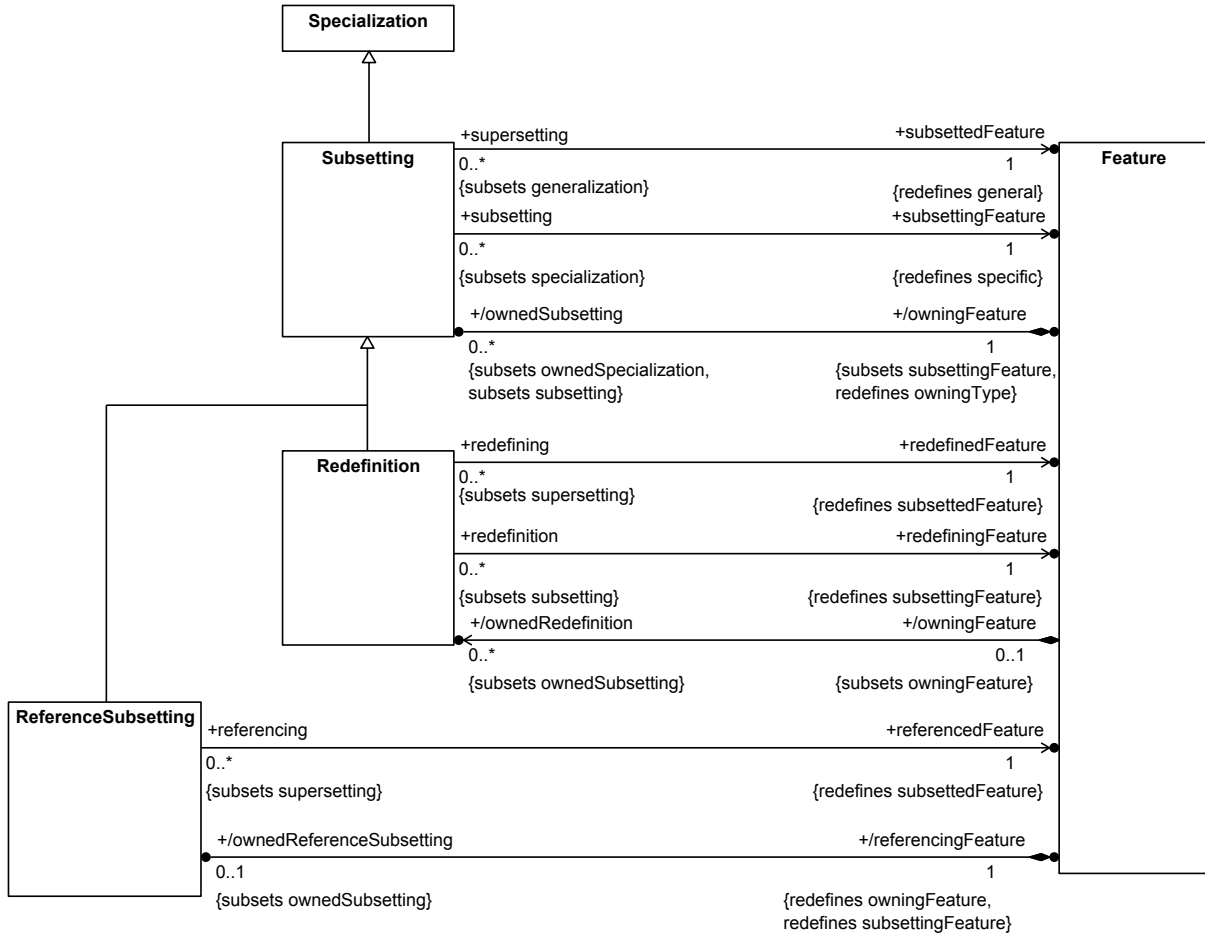 Specialization
Subsetting
Feature
+supersetting
+subsettedFeature
0..*
1
{subsets generalization}
{redefines general}
+subsetting
+subsettingFeature
0..*
1
{subsets specialization}
{redefines specific}
+/ownedSubsetting
+/owningFeature
0..*
1
{subsets ownedSpecialization,
subsets subsetting}
{subsets subsettingFeature,
redefines owningType}
Redefinition
+redefining
+redefinedFeature
0..*
1
{subsets supersetting}
{redefines subsettedFeature}
+redefinition
+redefiningFeature
0..*
1
{subsets subsetting}
{redefines subsettingFeature}
+/ownedRedefinition
+/owningFeature
0..*
0..1
{subsets ownedSubsetting}
{subsets owningFeature}
ReferenceSubsetting
+referencing
+referencedFeature
0..*
1
{subsets supersetting}
{redefines subsettedFeature}
+/ownedReferenceSubsetting
+/referencingFeature
0..1
1
{subsets ownedSubsetting}
{redefines owningFeature,
redefines subsettingFeature}